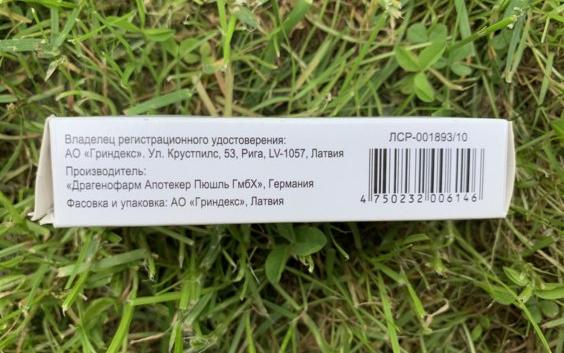 Владелец регистрационного удостоверения:
АО «Гриндекс». Ул. Крустпилс, 53, Рига, LV-1057, Латвия
Производитель:
«Драгенофарм Апотекер Пюшль ГмбХ», Германия
Фасовка и упаковка: АО «Гриндекс», Латвия
ЛСР-001893/10
4 750232 006146